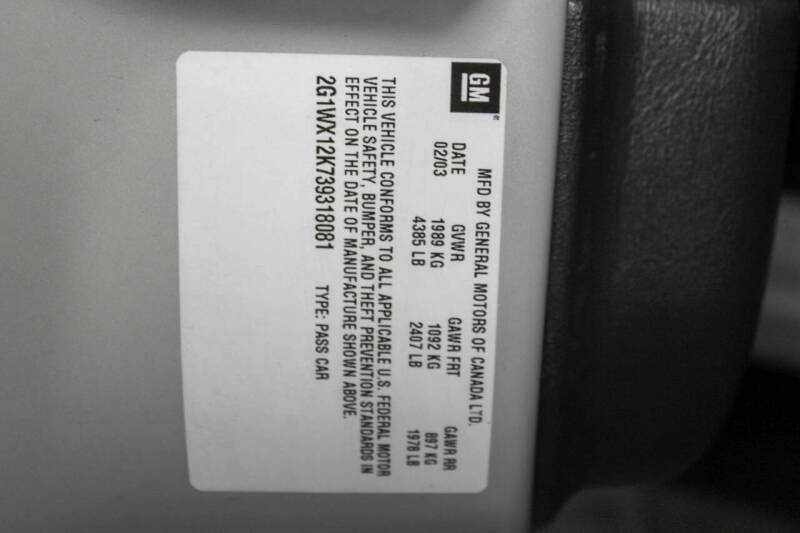 GM
MFD BY GENERAL MOTORS OF CANADA LTD.
DATE GVWR GAWR FRT GAWR RR
02/03 1989 KG 1092 KG 897 KG
4385 LB 2407 LB 1978 LB
THIS VEHICLE CONFORMS TO ALL APPLICABLE U.S. FEDERAL MOTOR
VEHICLE SAFETY, BUMPER, AND THEFT PREVENTION STANDARDS IN
EFFECT ON THE DATE OF MANUFACTURE SHOWN ABOVE.
2G1WX12K739318081 TYPE: PASS CAR